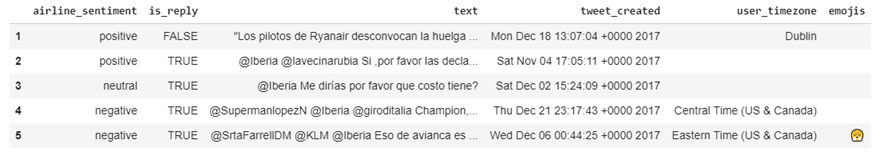 airline_sentiment is_reply text tweet_created user_timezone emojis
1 positive FALSE "Los pilotos de Ryanair desconvocan la huelga ... Mon Dec 18 13:07:04 +0000 2017 Dublin
2 positive TRUE @Iberia @lavecinarubia Si ,por favor las decla... Sat Nov 04 17:05:11 +0000 2017
3 neutral TRUE @Iberia Me dirías por favor que costo tiene? Sat Dec 02 15:24:09 +0000 2017
4 negative TRUE @SupermanlopezN @Iberia @giroditalia Champion,... Thu Dec 21 23:17:43 +0000 2017 Central Time (US & Canada)
5 negative TRUE @SrtaFarrellDM @KLM @Iberia Eso de avianca es ... Wed Dec 06 00:44:25 +0000 2017 Eastern Time (US & Canada)